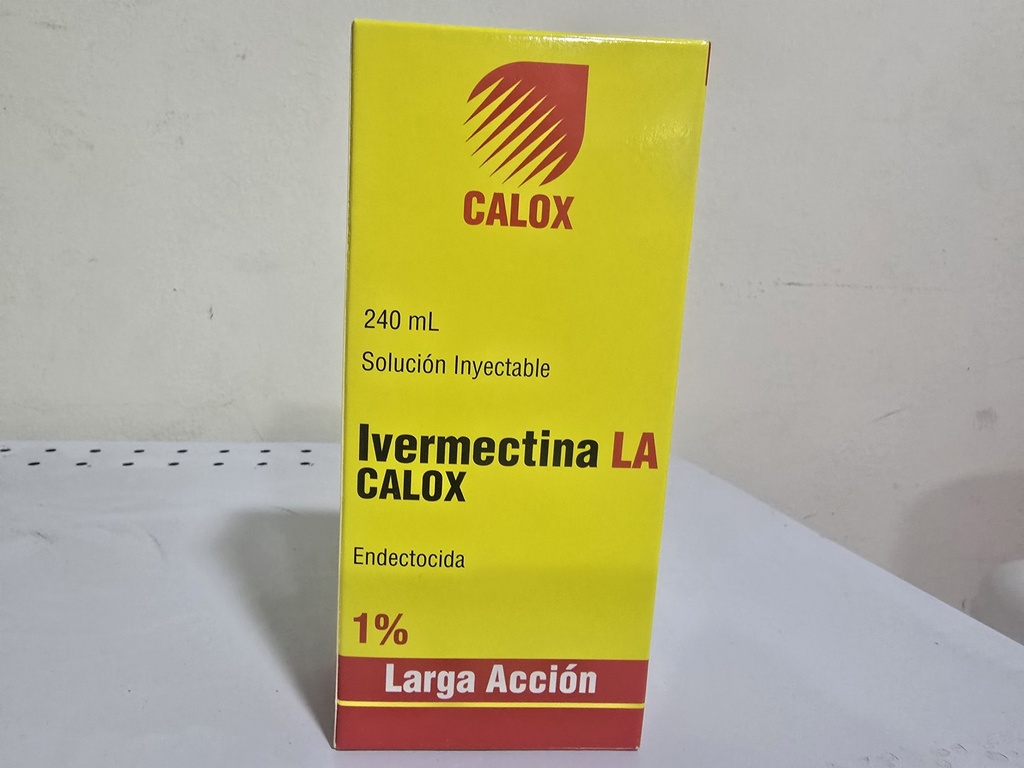 CALOX
240 mL
Solución Inyectable
Ivermectina LA
CALOX
Endectocida
1%
Larga Acción